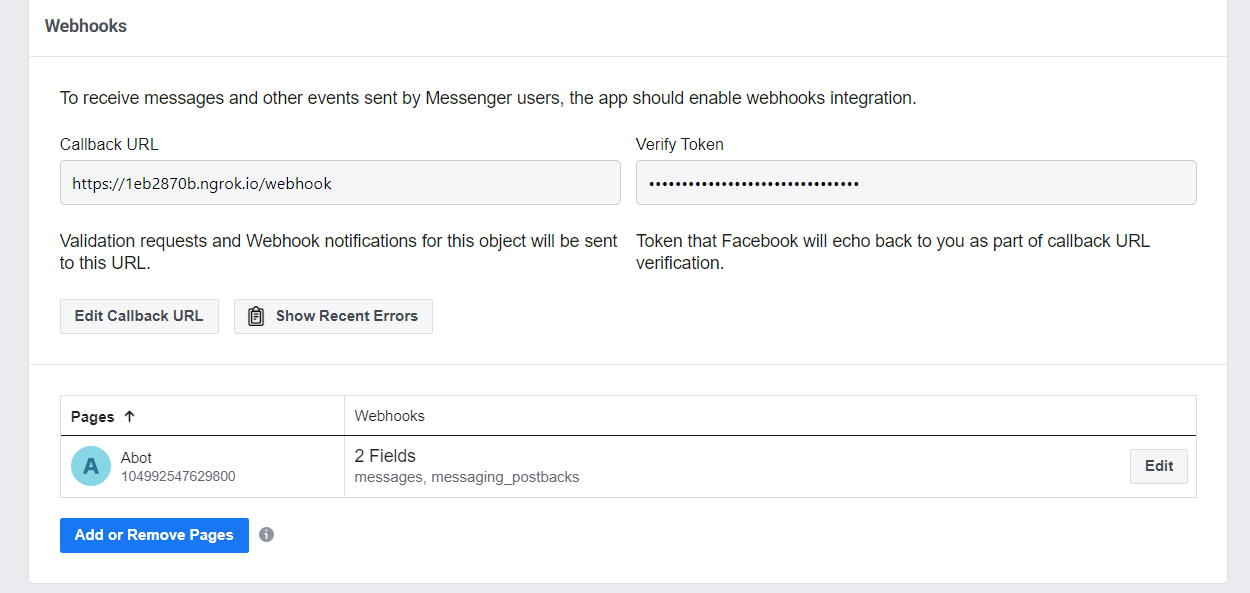 Webhooks
To receive messages and other events sent by Messenger users, the app should enable webhooks integration.
Callback URL
Verify Token
https://1eb2870b.ngrok.io/webhook
••••••••••••••••••••••••••••••••
Validation requests and Webhook notifications for this object will be sent
to this URL.
Token that Facebook will echo back to you as part of callback URL
verification.
Edit Callback URL
Show Recent Errors
Pages ↑
Webhooks
A
Abot
104992547629800
2 Fields
messages, messaging_postbacks
Edit
Add or Remove Pages